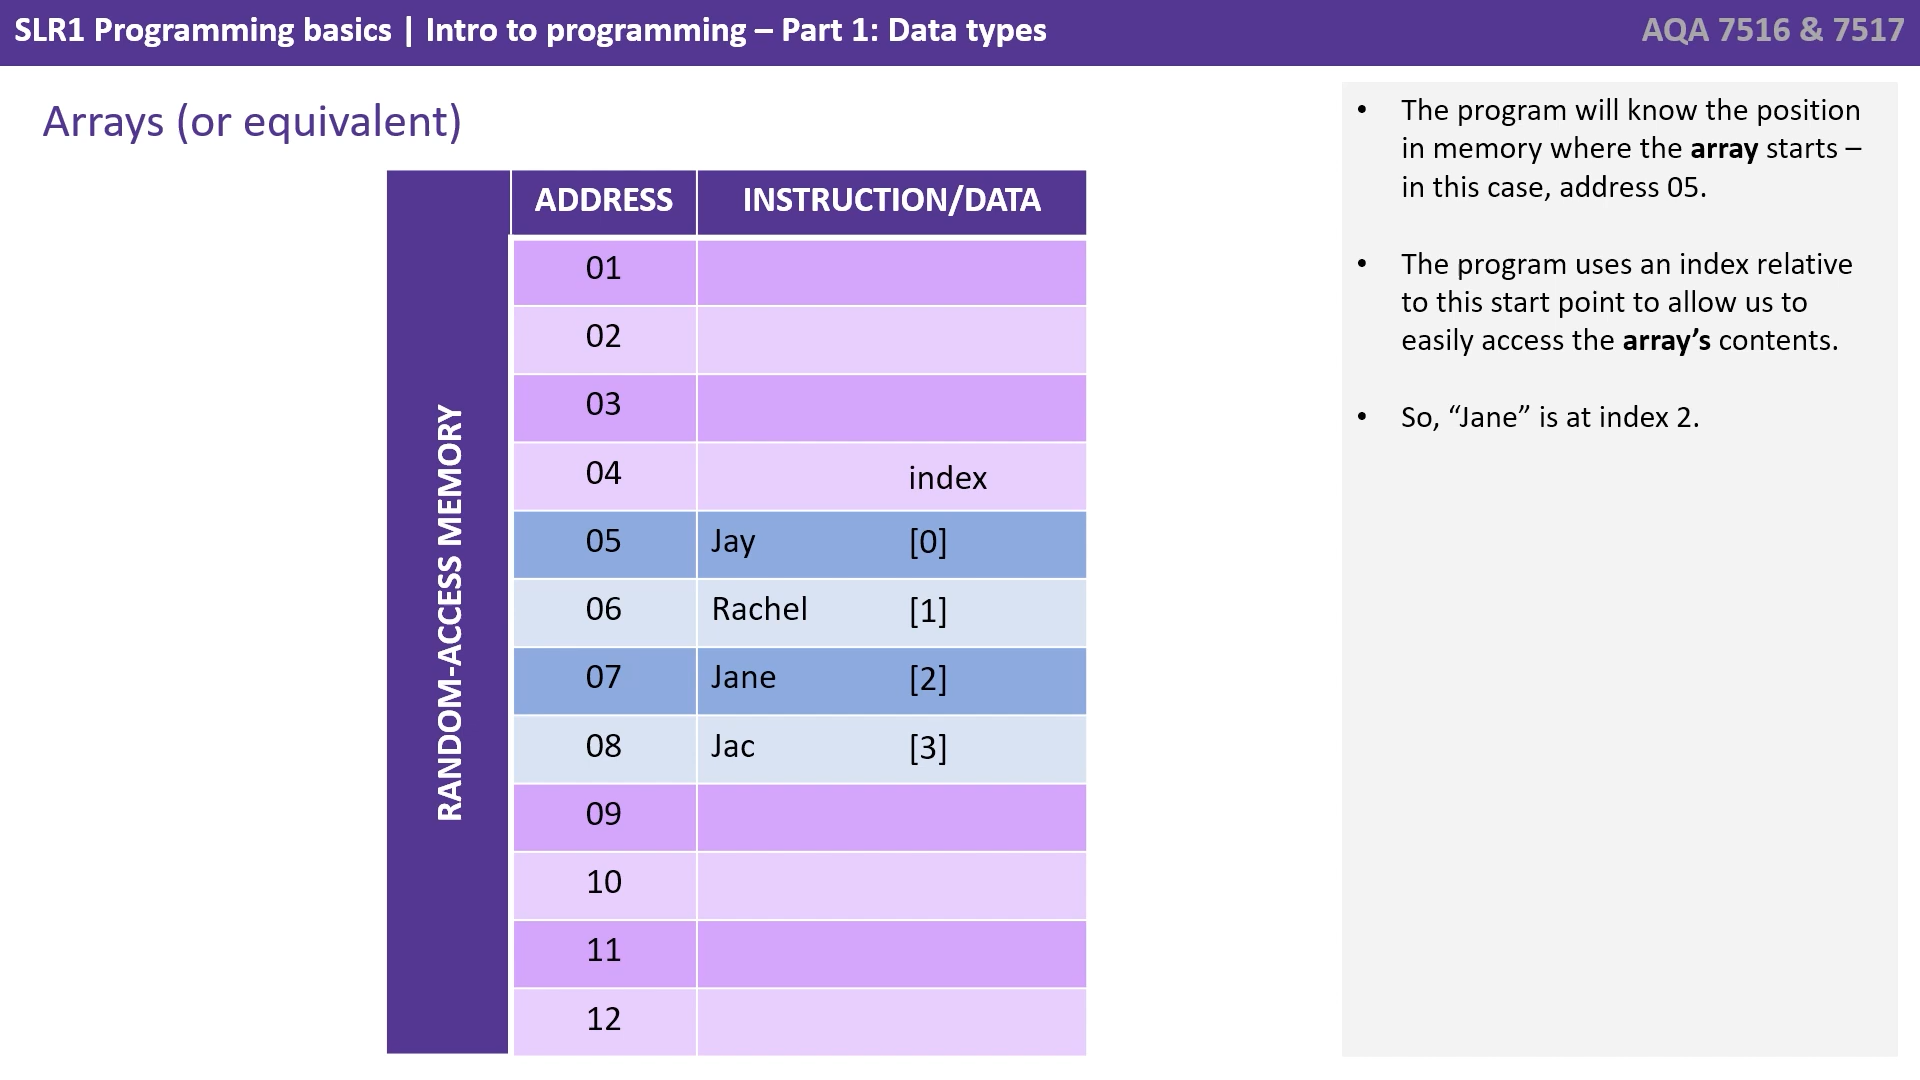 SLR1 Programming basics | Intro to programming – Part 1: Data types
AQA 7516 & 7517
Arrays (or equivalent)
RANDOM-ACCESS MEMORY
ADDRESS INSTRUCTION/DATA
01
02
03
04 index
05 Jay [0]
06 Rachel [1]
07 Jane [2]
08 Jac [3]
09
10
11
12
• The program will know the position
in memory where the array starts –
in this case, address 05.
• The program uses an index relative
to this start point to allow us to
easily access the array’s contents.
• So, “Jane” is at index 2.